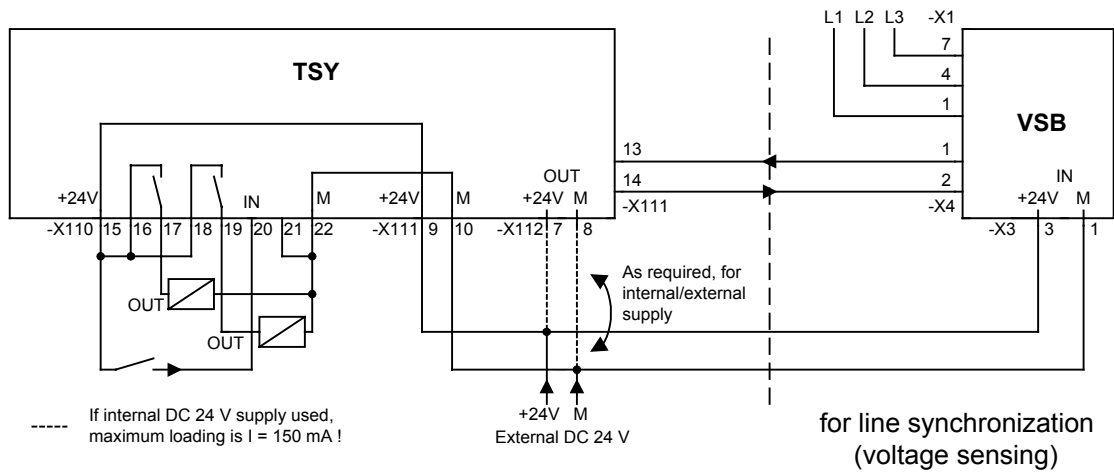 L1 L2 L3 -X1
7
TSY
4
1
VSB
13 1
OUT IN
14 2
+24V IN M +24V M +24V M -X111 -X4 +24V M
-X110 15 16 17 18 19 20 21 22 -X111 9 10 -X112 7 8 -X3 3 1
As required, for
internal/external
supply
OUT
OUT
+24V M
External DC 24 V
----- If internal DC 24 V supply used,
maximum loading is I = 150 mA !
for line synchronization
(voltage sensing)